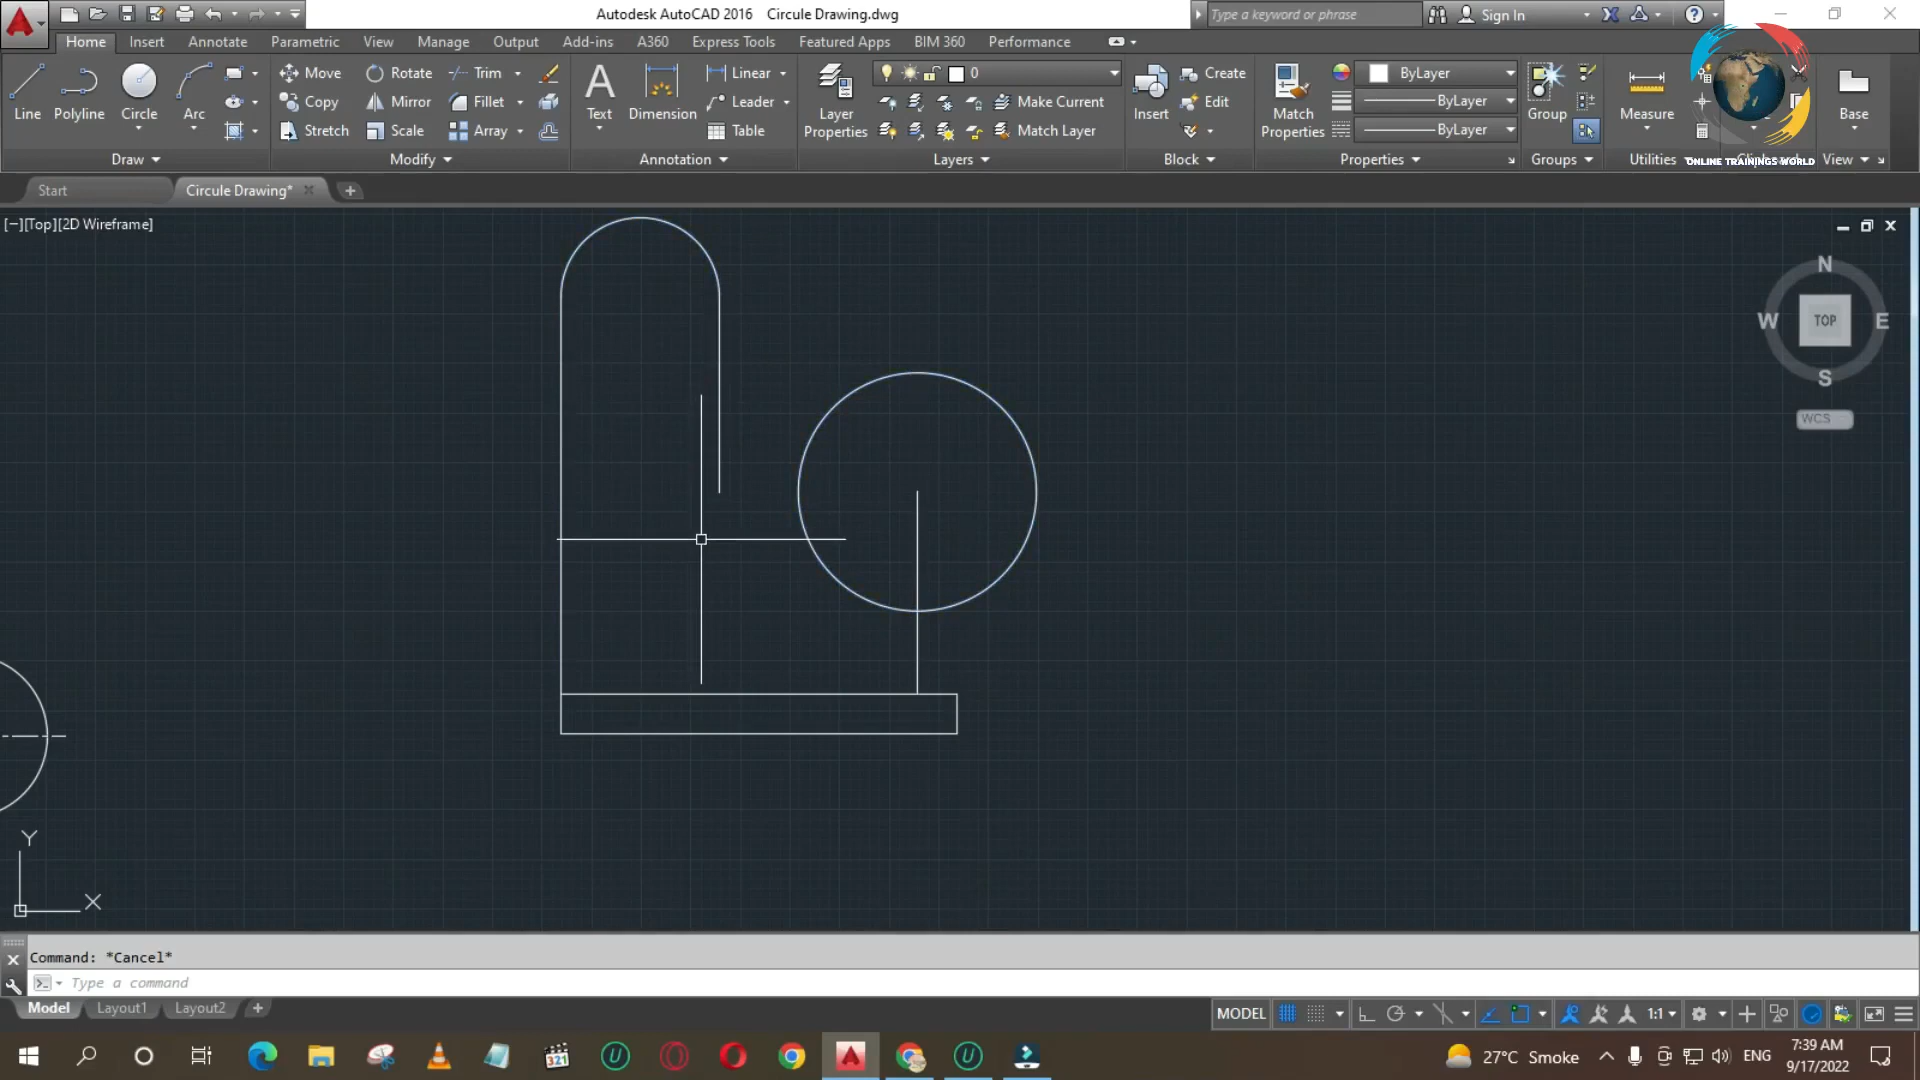 Autodesk AutoCAD 2016 Circule Drawing.dwg
Type a keyword or phrase
Sign In
Home Insert Annotate Parametric View Manage Output Add-ins A360 Express Tools Featured Apps BIM 360 Performance
Line Polyline Circle Arc
Move Rotate Trim
Copy Mirror Fillet
Stretch Scale Array
Text Dimension
Linear
Leader
Table
Layer Properties
0
Make Current
Match Layer
Insert
Create
Edit
Match Properties
ByLayer
ByLayer
ByLayer
Group Measure Base
Draw Modify Annotation Layers Block Properties Groups Utilities View
ONLINE TRAININGS WORLD
Start Circule Drawing*
[−][Top][2D Wireframe]
N
W TOP E
S
WCS
Y
X
Command: *Cancel*
Type a command
Model Layout1 Layout2
MODEL 1:1
321
27°C Smoke
ENG
7:39 AM
9/17/2022